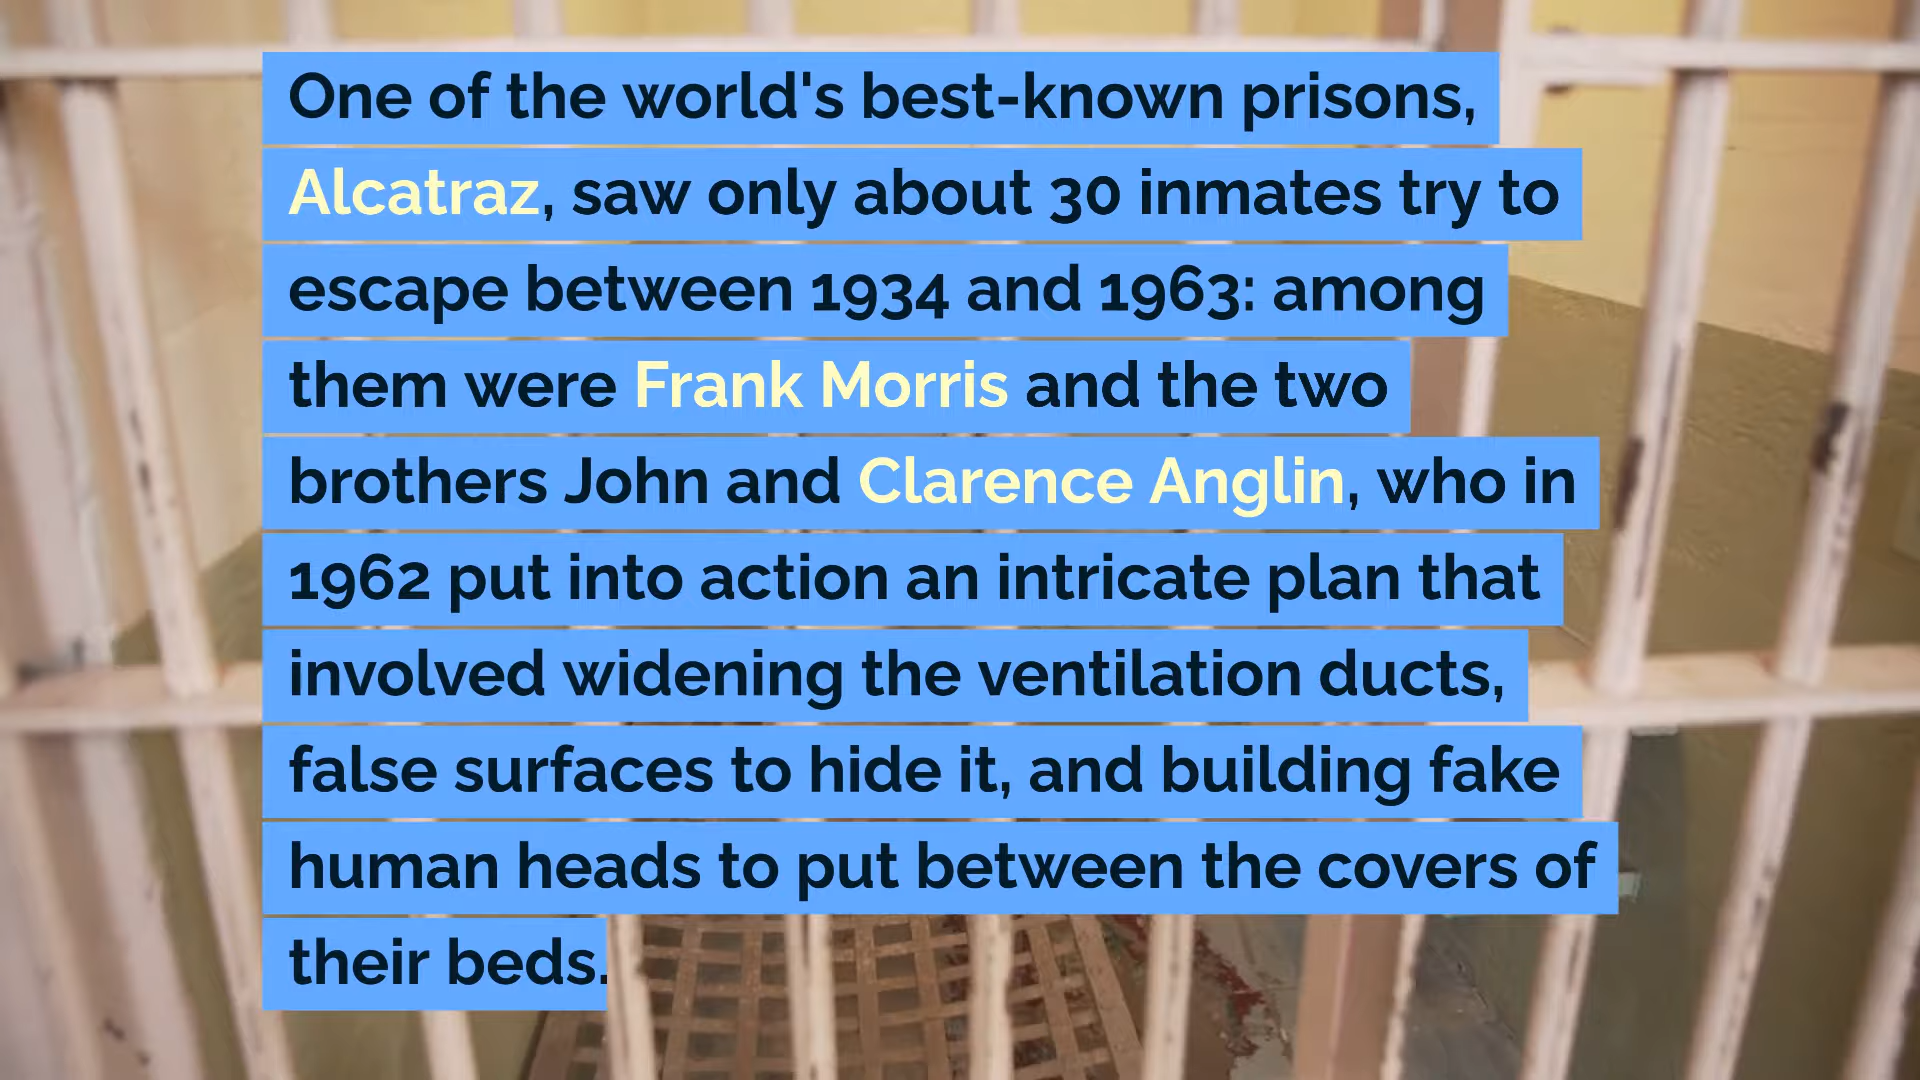 One of the world's best-known prisons,
Alcatraz, saw only about 30 inmates try to
escape between 1934 and 1963: among
them were Frank Morris and the two
brothers John and Clarence Anglin, who in
1962 put into action an intricate plan that
involved widening the ventilation ducts,
false surfaces to hide it, and building fake
human heads to put between the covers of
their beds.